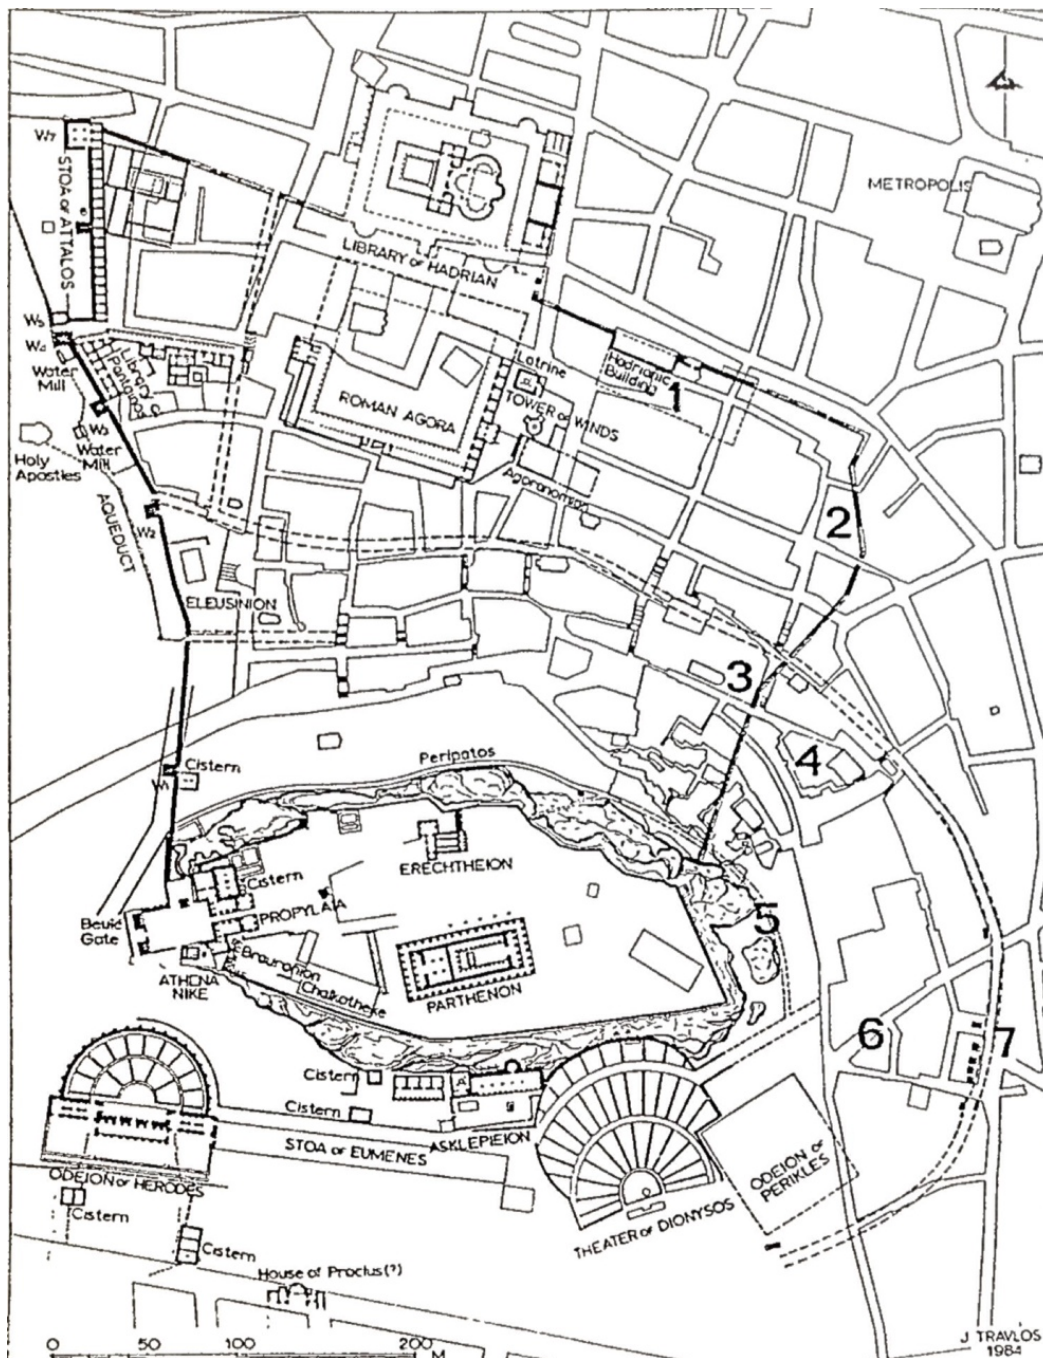 W7
METROPOLIS
STOA OF ATTALOS
LIBRARY OF HADRIAN
W5
W4
Water
Mill
Library of
Pantainos
Latrine
Hadrianic
Building
1
ROMAN AGORA
TOWER OF WINDS
W3
Water
Mill
Holy
Apostles
Agoranomion
AQUEDUCT
W2
2
ELEUSINION
3
Peripatos
4
Cistern
W1
ERECHTHEION
Cistern
PROPYLAIA
Beulé
Gate
5
Brauronion
Chalkotheke
ATHENA
NIKE
PARTHENON
6
7
Cistern
A
Cistern
ASKLEPIEION
STOA OF EUMENES
ODEION OF
PERIKLES
ODEION OF HERODES
Cistern
THEATER OF DIONYSOS
Cistern
House of Proclus(?)
0 50 100 200
M
J TRAVLOS
1984